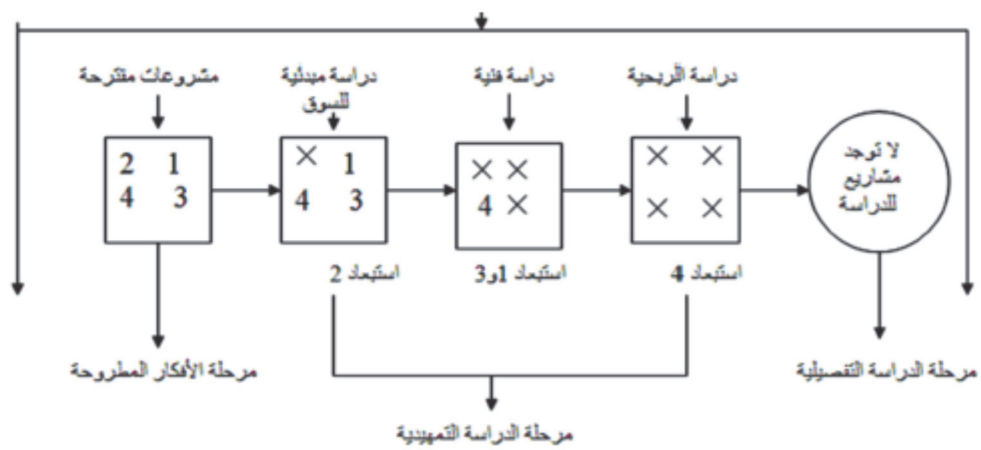 مشروعات مقترحة
دراسة مبدئية
للسوق
دراسة فنية
دراسة الربحية
2 1
4 3
× 1
4 3
× ×
4 ×
× ×
× ×
لا توجد
مشاريع
للدراسة
استبعاد 2
استبعاد 1و3
استبعاد 4
مرحلة الأفكار المطروحة
مرحلة الدراسة التمهيدية
مرحلة الدراسة التفصيلية